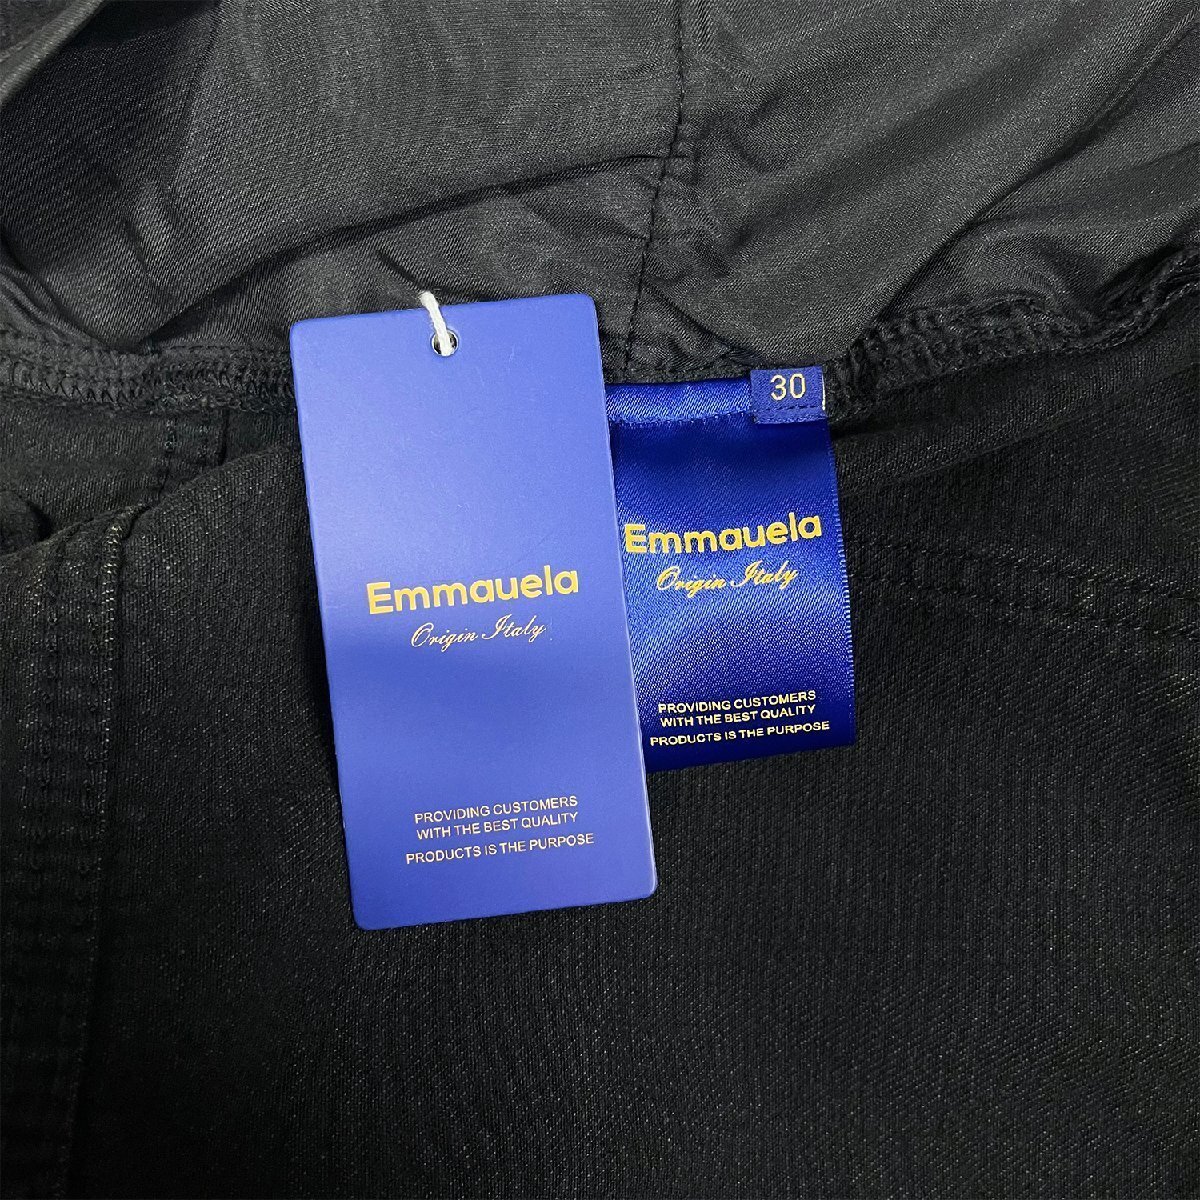 Emmauela
Origin Italy
PROVIDING CUSTOMERS
WITH THE BEST QUALITY
PRODUCTS IS THE PURPOSE
30
Emmauela
Origin Italy
PROVIDING CUSTOMERS
WITH THE BEST QUALITY
PRODUCTS IS THE PURPOSE